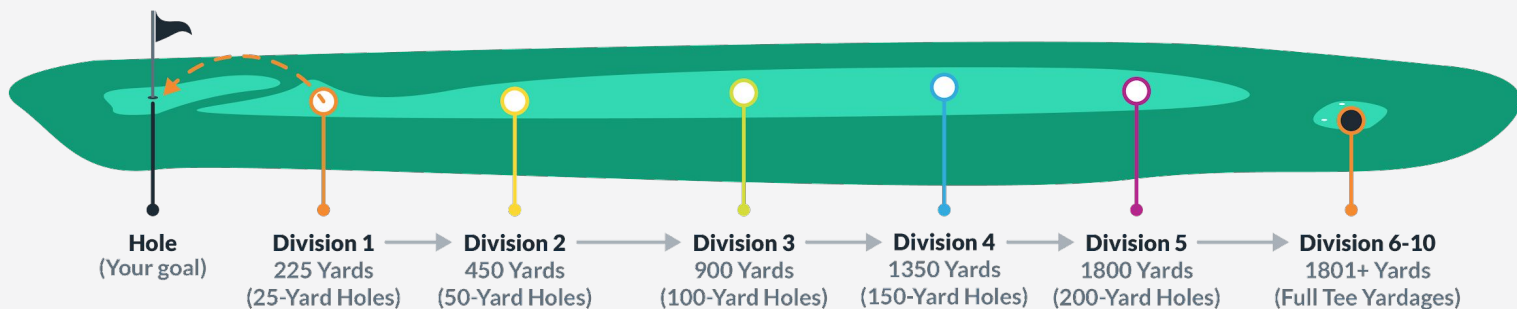 Hole
(Your goal)
Division 1
225 Yards
(25-Yard Holes)
Division 2
450 Yards
(50-Yard Holes)
Division 3
900 Yards
(100-Yard Holes)
Division 4
1350 Yards
(150-Yard Holes)
Division 5
1800 Yards
(200-Yard Holes)
Division 6-10
1801+ Yards
(Full Tee Yardages)